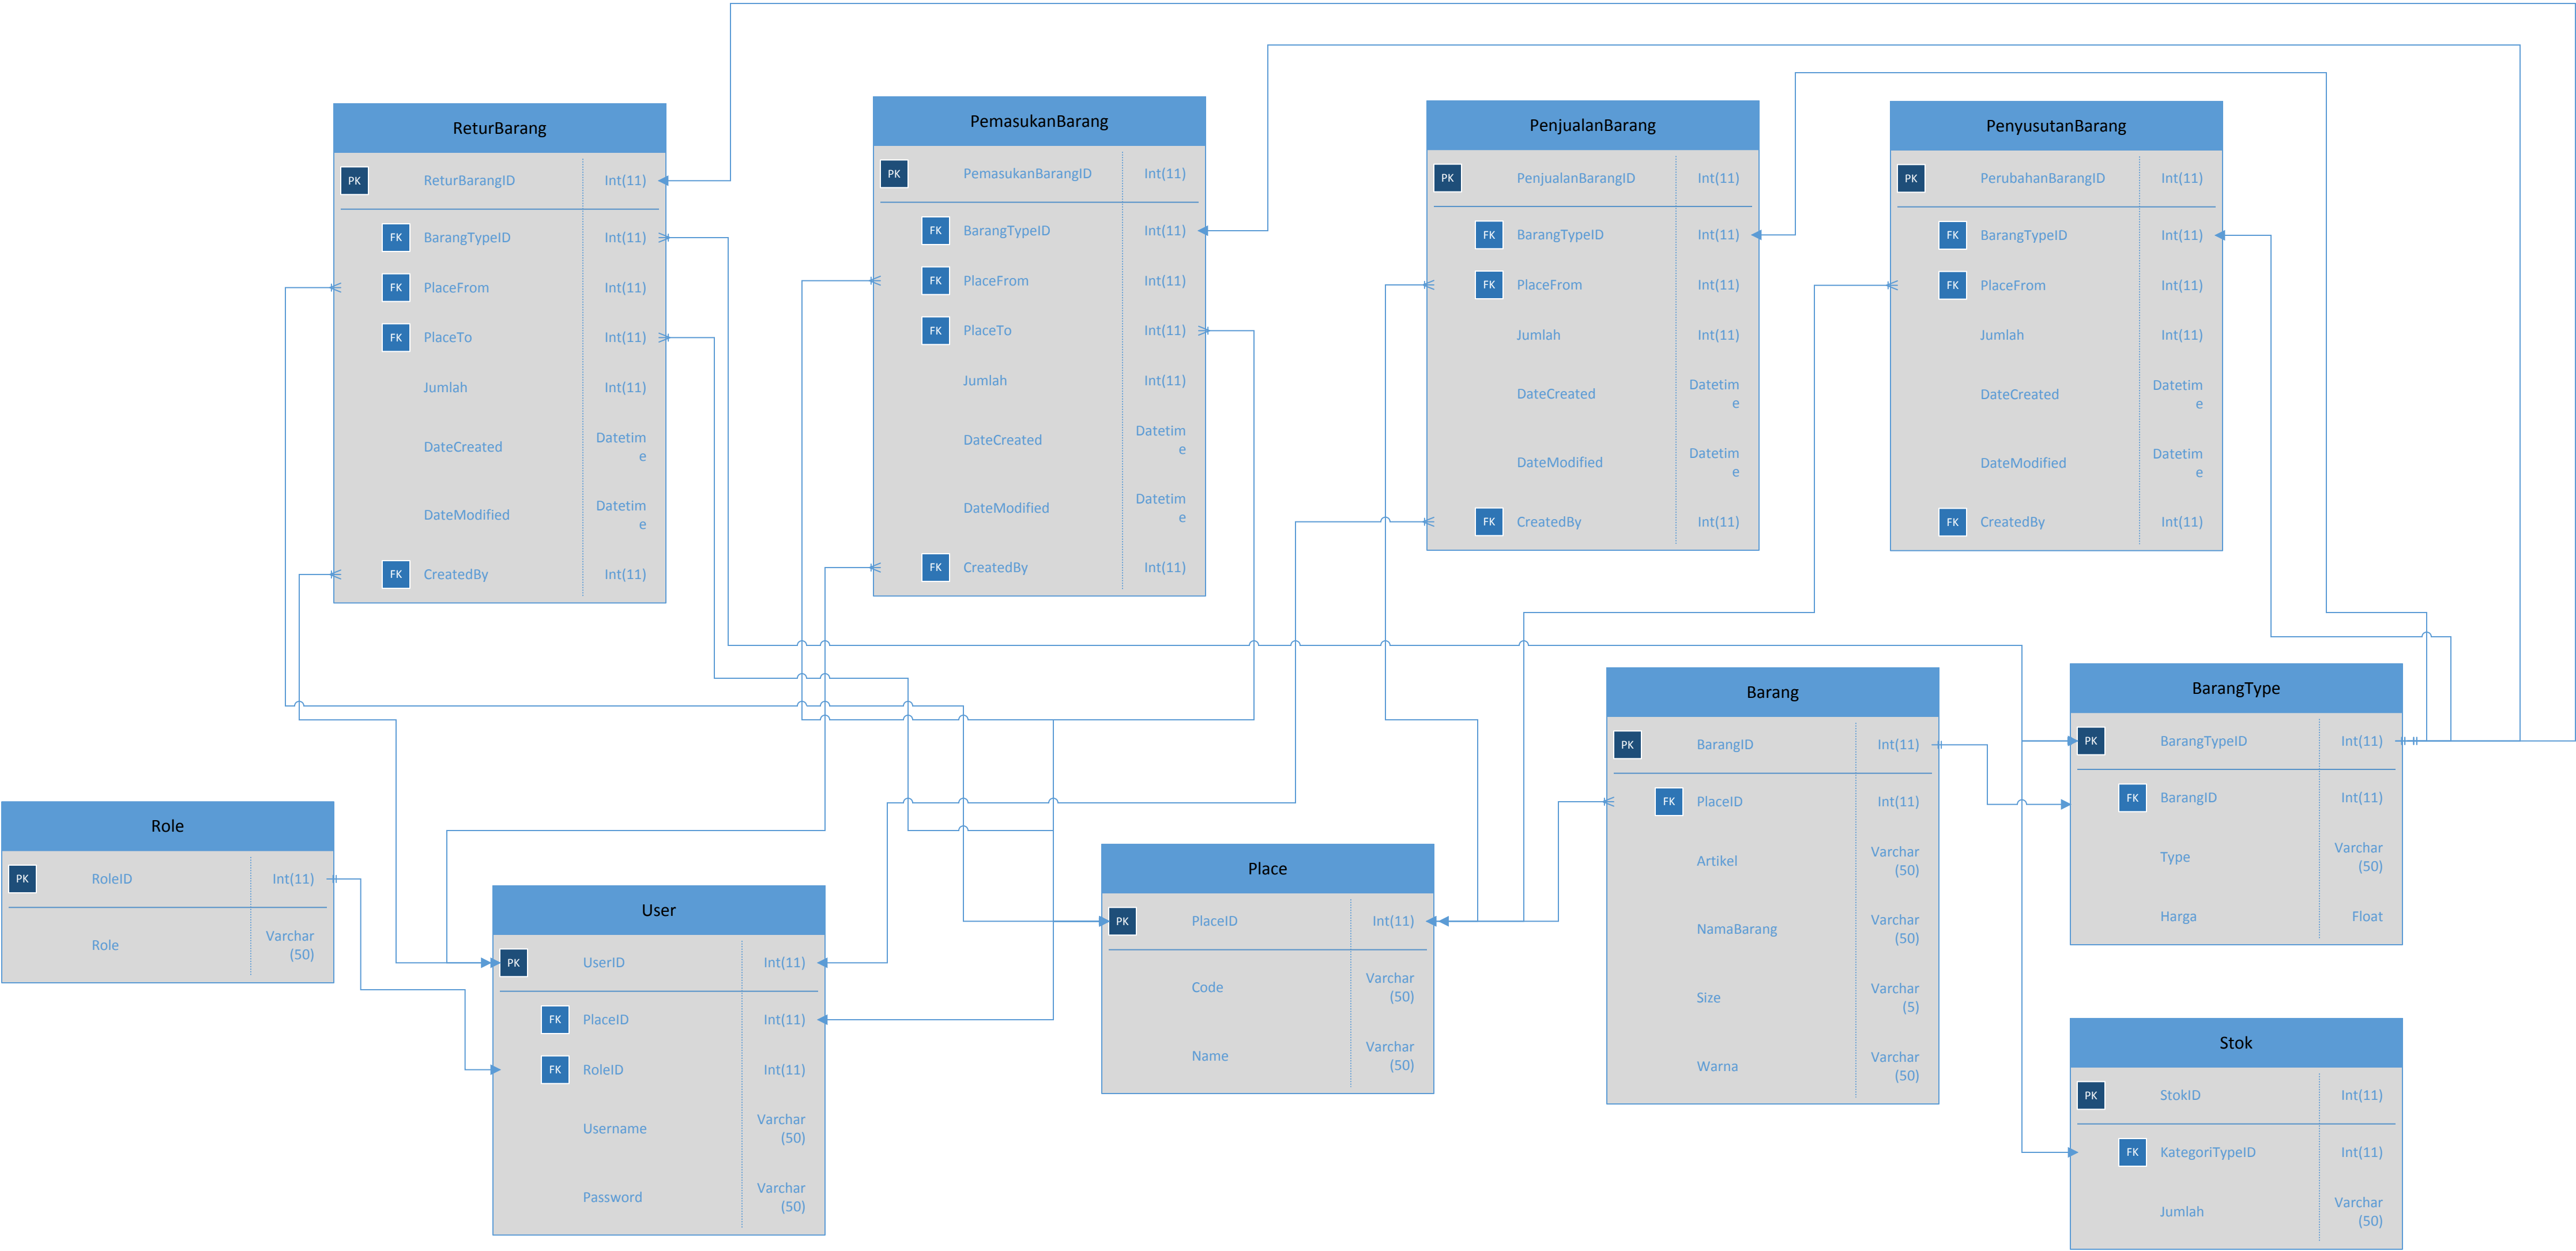 ReturBarang
PK ReturBarangID Int(11)
FK BarangTypeID Int(11)
FK PlaceFrom Int(11)
FK PlaceTo Int(11)
Jumlah Int(11)
DateCreated Datetim
e
DateModified Datetim
e
FK CreatedBy Int(11)
PemasukanBarang
PK PemasukanBarangID Int(11)
FK BarangTypeID Int(11)
FK PlaceFrom Int(11)
FK PlaceTo Int(11)
Jumlah Int(11)
DateCreated Datetim
e
DateModified Datetim
e
FK CreatedBy Int(11)
PenjualanBarang
PK PenjualanBarangID Int(11)
FK BarangTypeID Int(11)
FK PlaceFrom Int(11)
Jumlah Int(11)
DateCreated Datetim
e
DateModified Datetim
e
FK CreatedBy Int(11)
PenyusutanBarang
PK PerubahanBarangID Int(11)
FK BarangTypeID Int(11)
FK PlaceFrom Int(11)
Jumlah Int(11)
DateCreated Datetim
e
DateModified Datetim
e
FK CreatedBy Int(11)
Role
PK RoleID Int(11)
Role Varchar
(50)
User
PK UserID Int(11)
FK PlaceID Int(11)
FK RoleID Int(11)
Username Varchar
(50)
Password Varchar
(50)
Place
PK PlaceID Int(11)
Code Varchar
(50)
Name Varchar
(50)
Barang
PK BarangID Int(11)
FK PlaceID Int(11)
Artikel Varchar
(50)
NamaBarang Varchar
(50)
Size Varchar
(5)
Warna Varchar
(50)
BarangType
PK BarangTypeID Int(11)
FK BarangID Int(11)
Type Varchar
(50)
Harga Float
Stok
PK StokID Int(11)
FK KategoriTypeID Int(11)
Jumlah Varchar
(50)